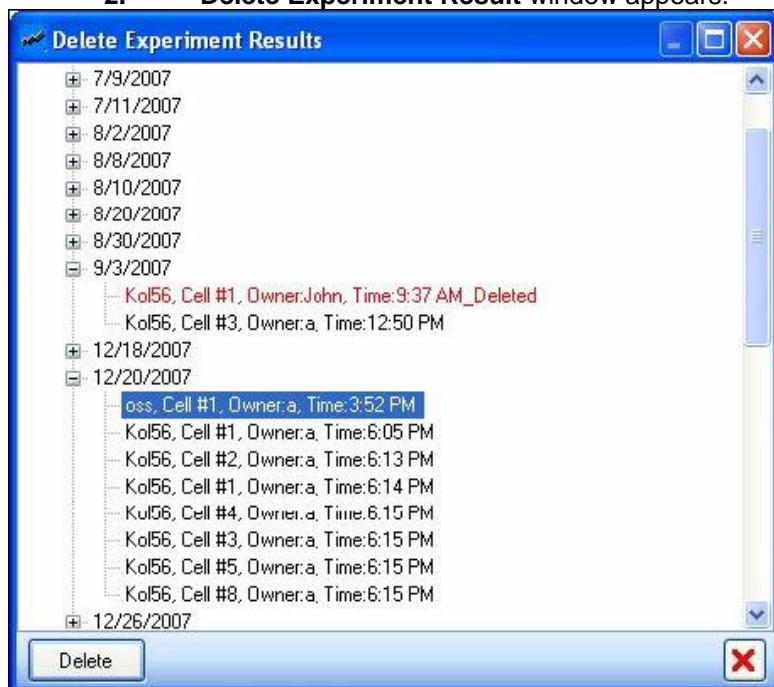 2. Delete Experiment Result window appears.
Delete Experiment Results
7/9/2007
7/11/2007
8/2/2007
8/8/2007
8/10/2007
8/20/2007
8/30/2007
9/3/2007
Kol56, Cell #1, Owner:John, Time:9:37 AM_Deleted
Kol56, Cell #3, Owner:a, Time:12:50 PM
12/18/2007
12/20/2007
oss, Cell #1, Owner:a, Time:3:52 PM
Kol56, Cell #1, Owner:a, Time:6:05 PM
Kol56, Cell #2, Owner:a, Time:6:13 PM
Kol56, Cell #1, Owner:a, Time:6:14 PM
Kol56, Cell #4, Owner:a, Time:6:15 PM
Kol56, Cell #3, Owner:a, Time:6:15 PM
Kol56, Cell #5, Owner:a, Time:6:15 PM
Kol56, Cell #8, Owner:a, Time:6:15 PM
12/26/2007
Delete